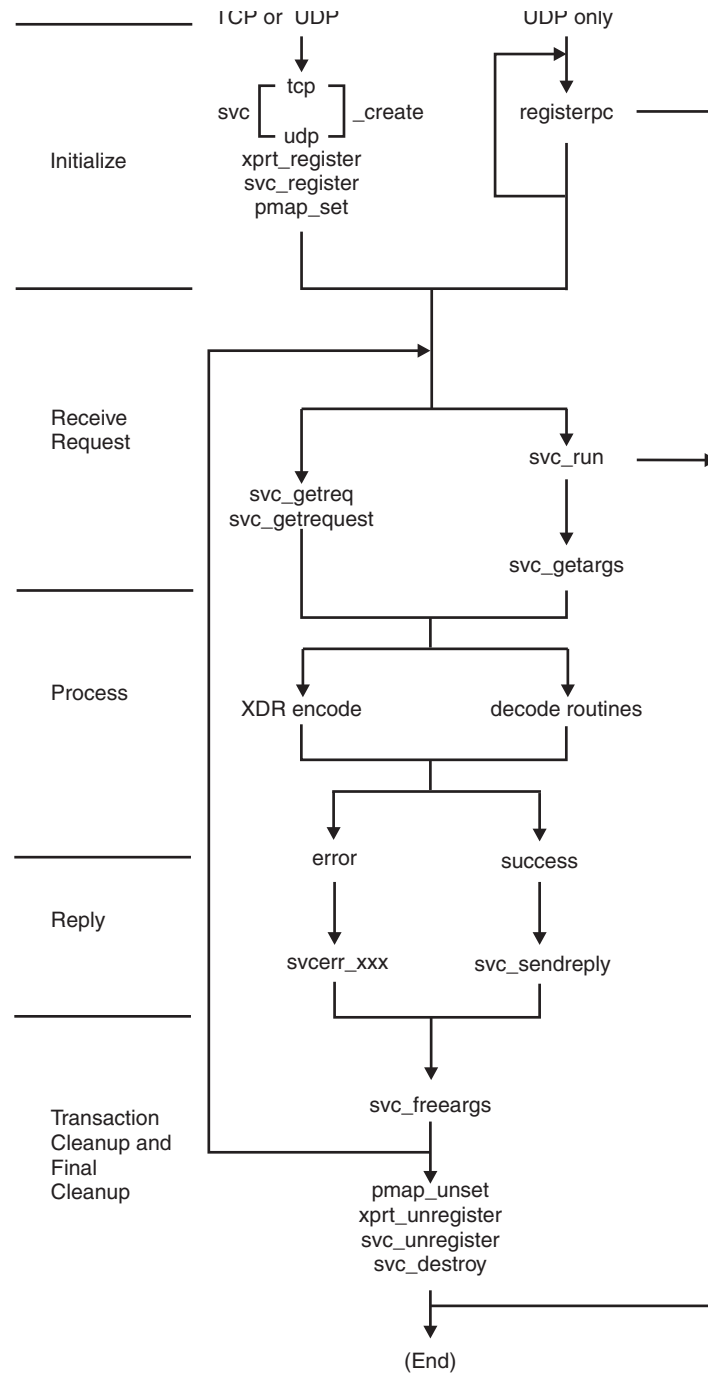 TCP or UDP
UDP only
tcp
svc
_create
udp
xprt_register
svc_register
pmap_set
registerpc
Initialize
Receive
Request
svc_run
svc_getreq
svc_getrequest
svc_getargs
Process
XDR encode
decode routines
error
success
Reply
svcerr_xxx
svc_sendreply
svc_freeargs
Transaction
Cleanup and
Final
Cleanup
pmap_unset
xprt_unregister
svc_unregister
svc_destroy
(End)